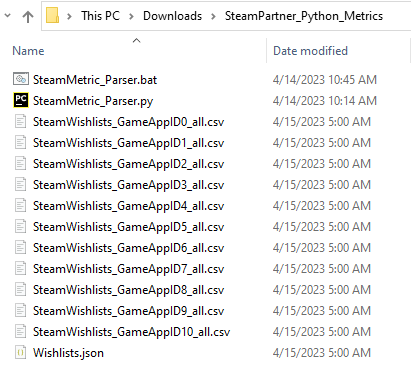 This PC > Downloads > SteamPartner_Python_Metrics
Name Date modified
SteamMetric_Parser.bat 4/14/2023 10:45 AM
PC SteamMetric_Parser.py 4/14/2023 10:14 AM
SteamWishlists_GameAppID0_all.csv 4/15/2023 5:00 AM
SteamWishlists_GameAppID1_all.csv 4/15/2023 5:00 AM
SteamWishlists_GameAppID2_all.csv 4/15/2023 5:00 AM
SteamWishlists_GameAppID3_all.csv 4/15/2023 5:00 AM
SteamWishlists_GameAppID4_all.csv 4/15/2023 5:00 AM
SteamWishlists_GameAppID5_all.csv 4/15/2023 5:00 AM
SteamWishlists_GameAppID6_all.csv 4/15/2023 5:00 AM
SteamWishlists_GameAppID7_all.csv 4/15/2023 5:00 AM
SteamWishlists_GameAppID8_all.csv 4/15/2023 5:00 AM
SteamWishlists_GameAppID9_all.csv 4/15/2023 5:00 AM
SteamWishlists_GameAppID10_all.csv 4/15/2023 5:00 AM
Wishlists.json 4/15/2023 5:00 AM